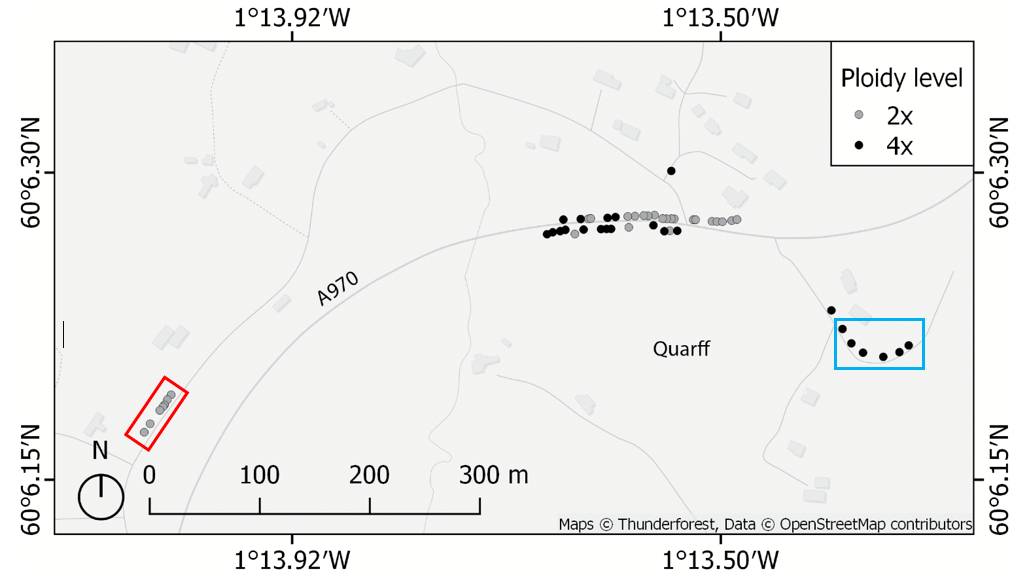 1°13.92′W 1°13.50′W
Ploidy level
2x
4x
60°6.30′N 60°6.30′N
A970
Quarff
60°6.15′N 60°6.15′N
N
0 100 200 300 m
Maps © Thunderforest, Data © OpenStreetMap contributors
1°13.92′W 1°13.50′W